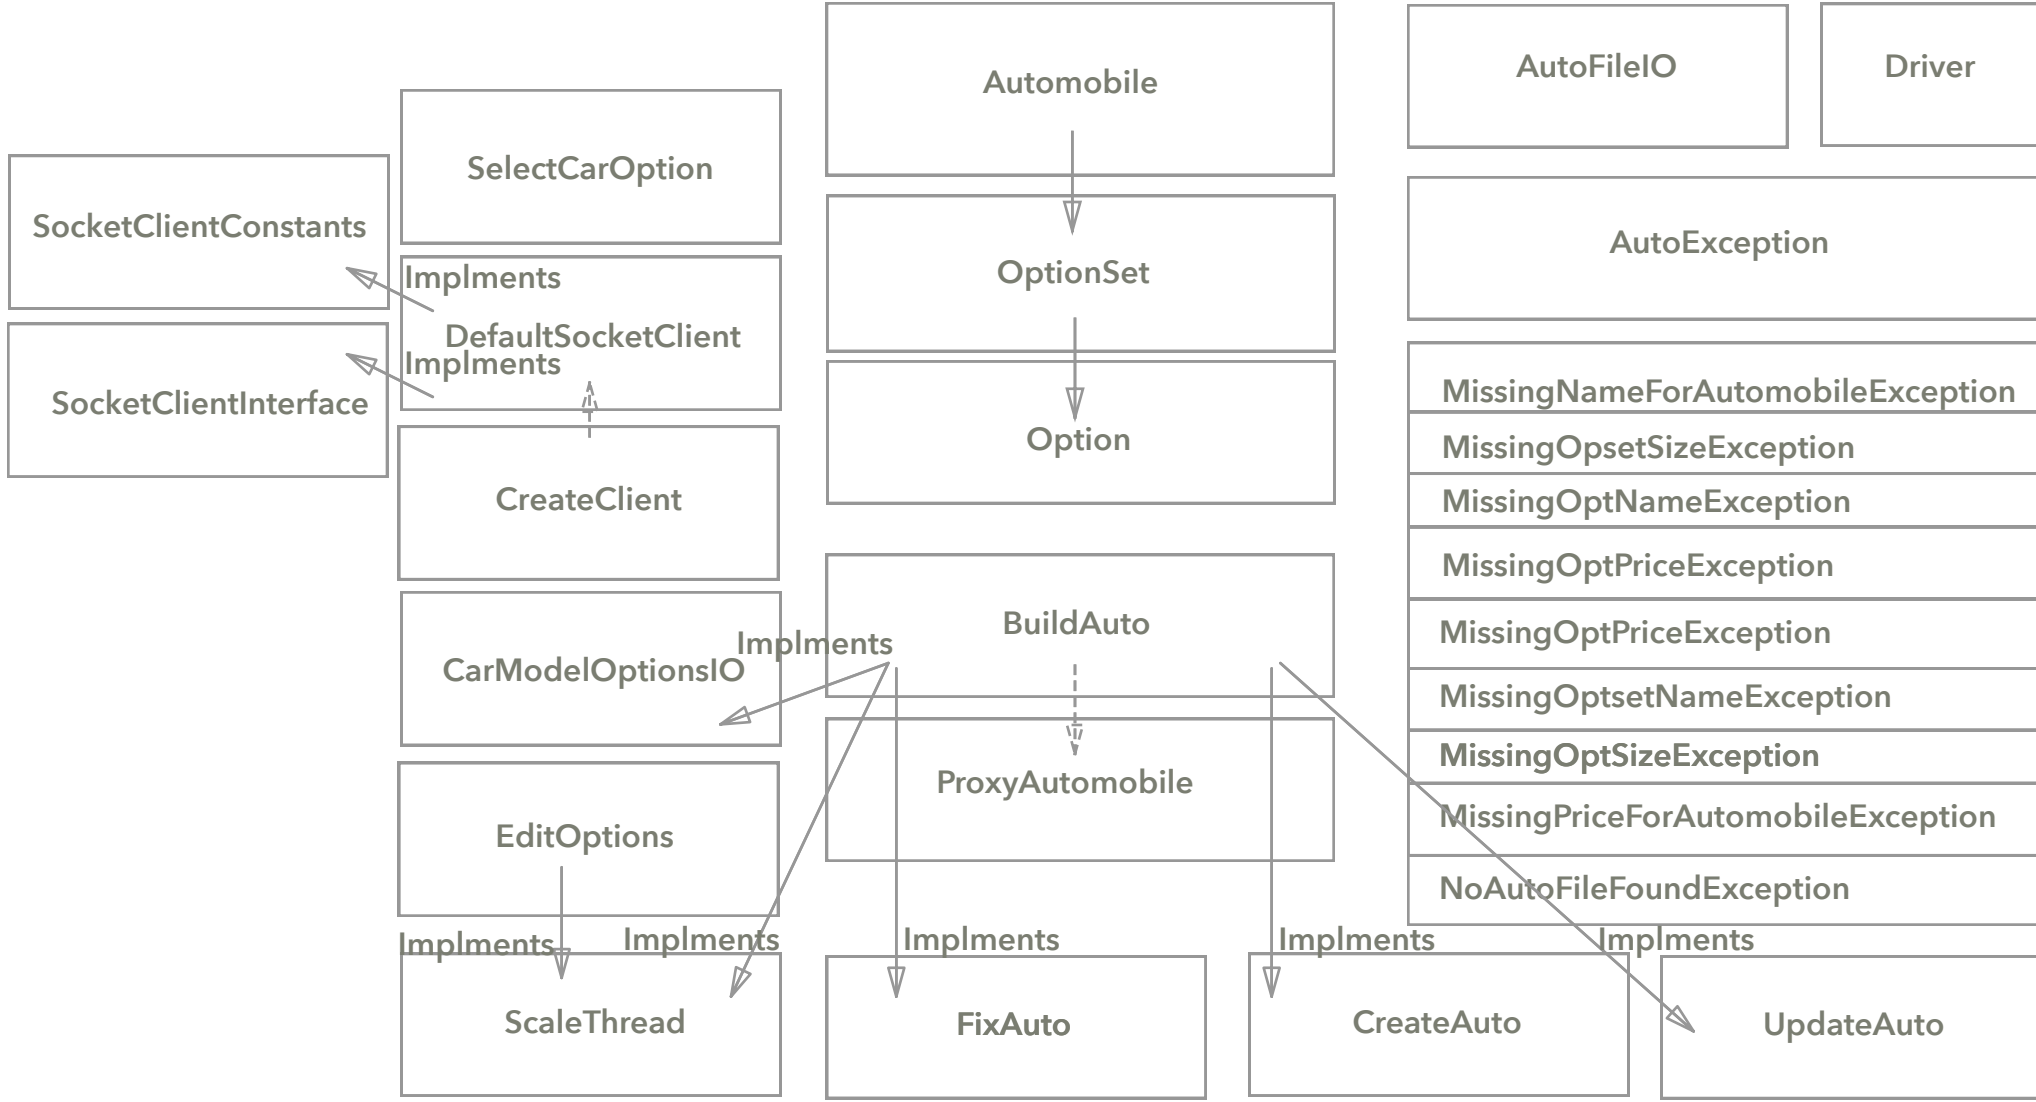 Automobile
AutoFileIO
Driver
SelectCarOption
SocketClientConstants
AutoException
OptionSet
Implments
DefaultSocketClient
Implments
SocketClientInterface
MissingNameForAutomobileException
Option
MissingOpsetSizeException
CreateClient
MissingOptNameException
MissingOptPriceException
BuildAuto
MissingOptPriceException
Implments
CarModelOptionsIO
MissingOptsetNameException
MissingOptSizeException
ProxyAutomobile
MissingPriceForAutomobileException
EditOptions
NoAutoFileFoundException
Implments
Implments
Implments
Implments
Implments
ScaleThread
FixAuto
CreateAuto
UpdateAuto